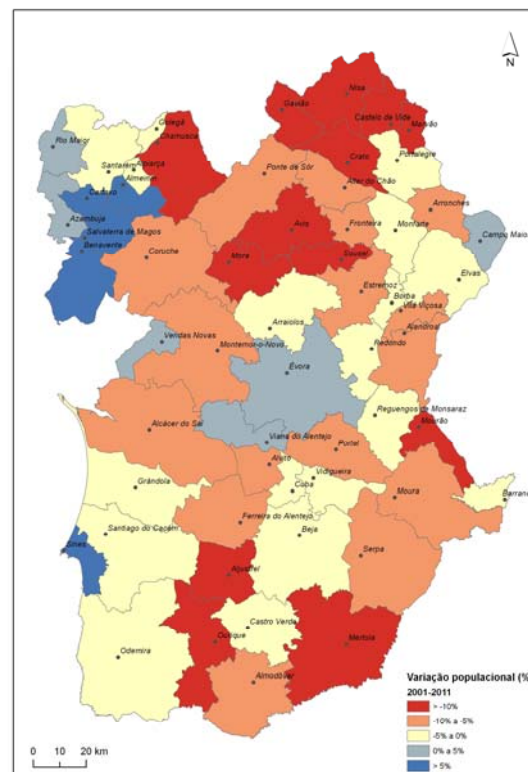 N
Nisa
Gavião
Castelo de Vide
Marvão
Golegã
Chamusca
Rio Maior
Crato
Portalegre
Santarém
Alpiarça
Ponte de Sôr
Alter do Chão
Almeirim
Cartaxo
Arronches
Azambuja
Avis
Fronteira
Monforte
Campo Maior
Salvaterra de Magos
Benavente
Coruche
Mora
Sousel
Elvas
Estremoz
Borba
Vila Viçosa
Arraiolos
Alandroal
Vendas Novas
Montemor-o-Novo
Redondo
Évora
Reguengos de Monsaraz
Alcácer do Sal
Mourão
Viana do Alentejo
Portel
Alvito
Vidigueira
Grândola
Cuba
Moura
Barrancos
Ferreira do Alentejo
Santiago do Cacém
Beja
Sines
Serpa
Aljustrel
Castro Verde
Ourique
Mértola
Odemira
Almodôvar
Variação populacional (%
2001-2011
> -10%
-10% a -5%
-5% a 0%
0% a 5%
> 5%
0 10 20 km